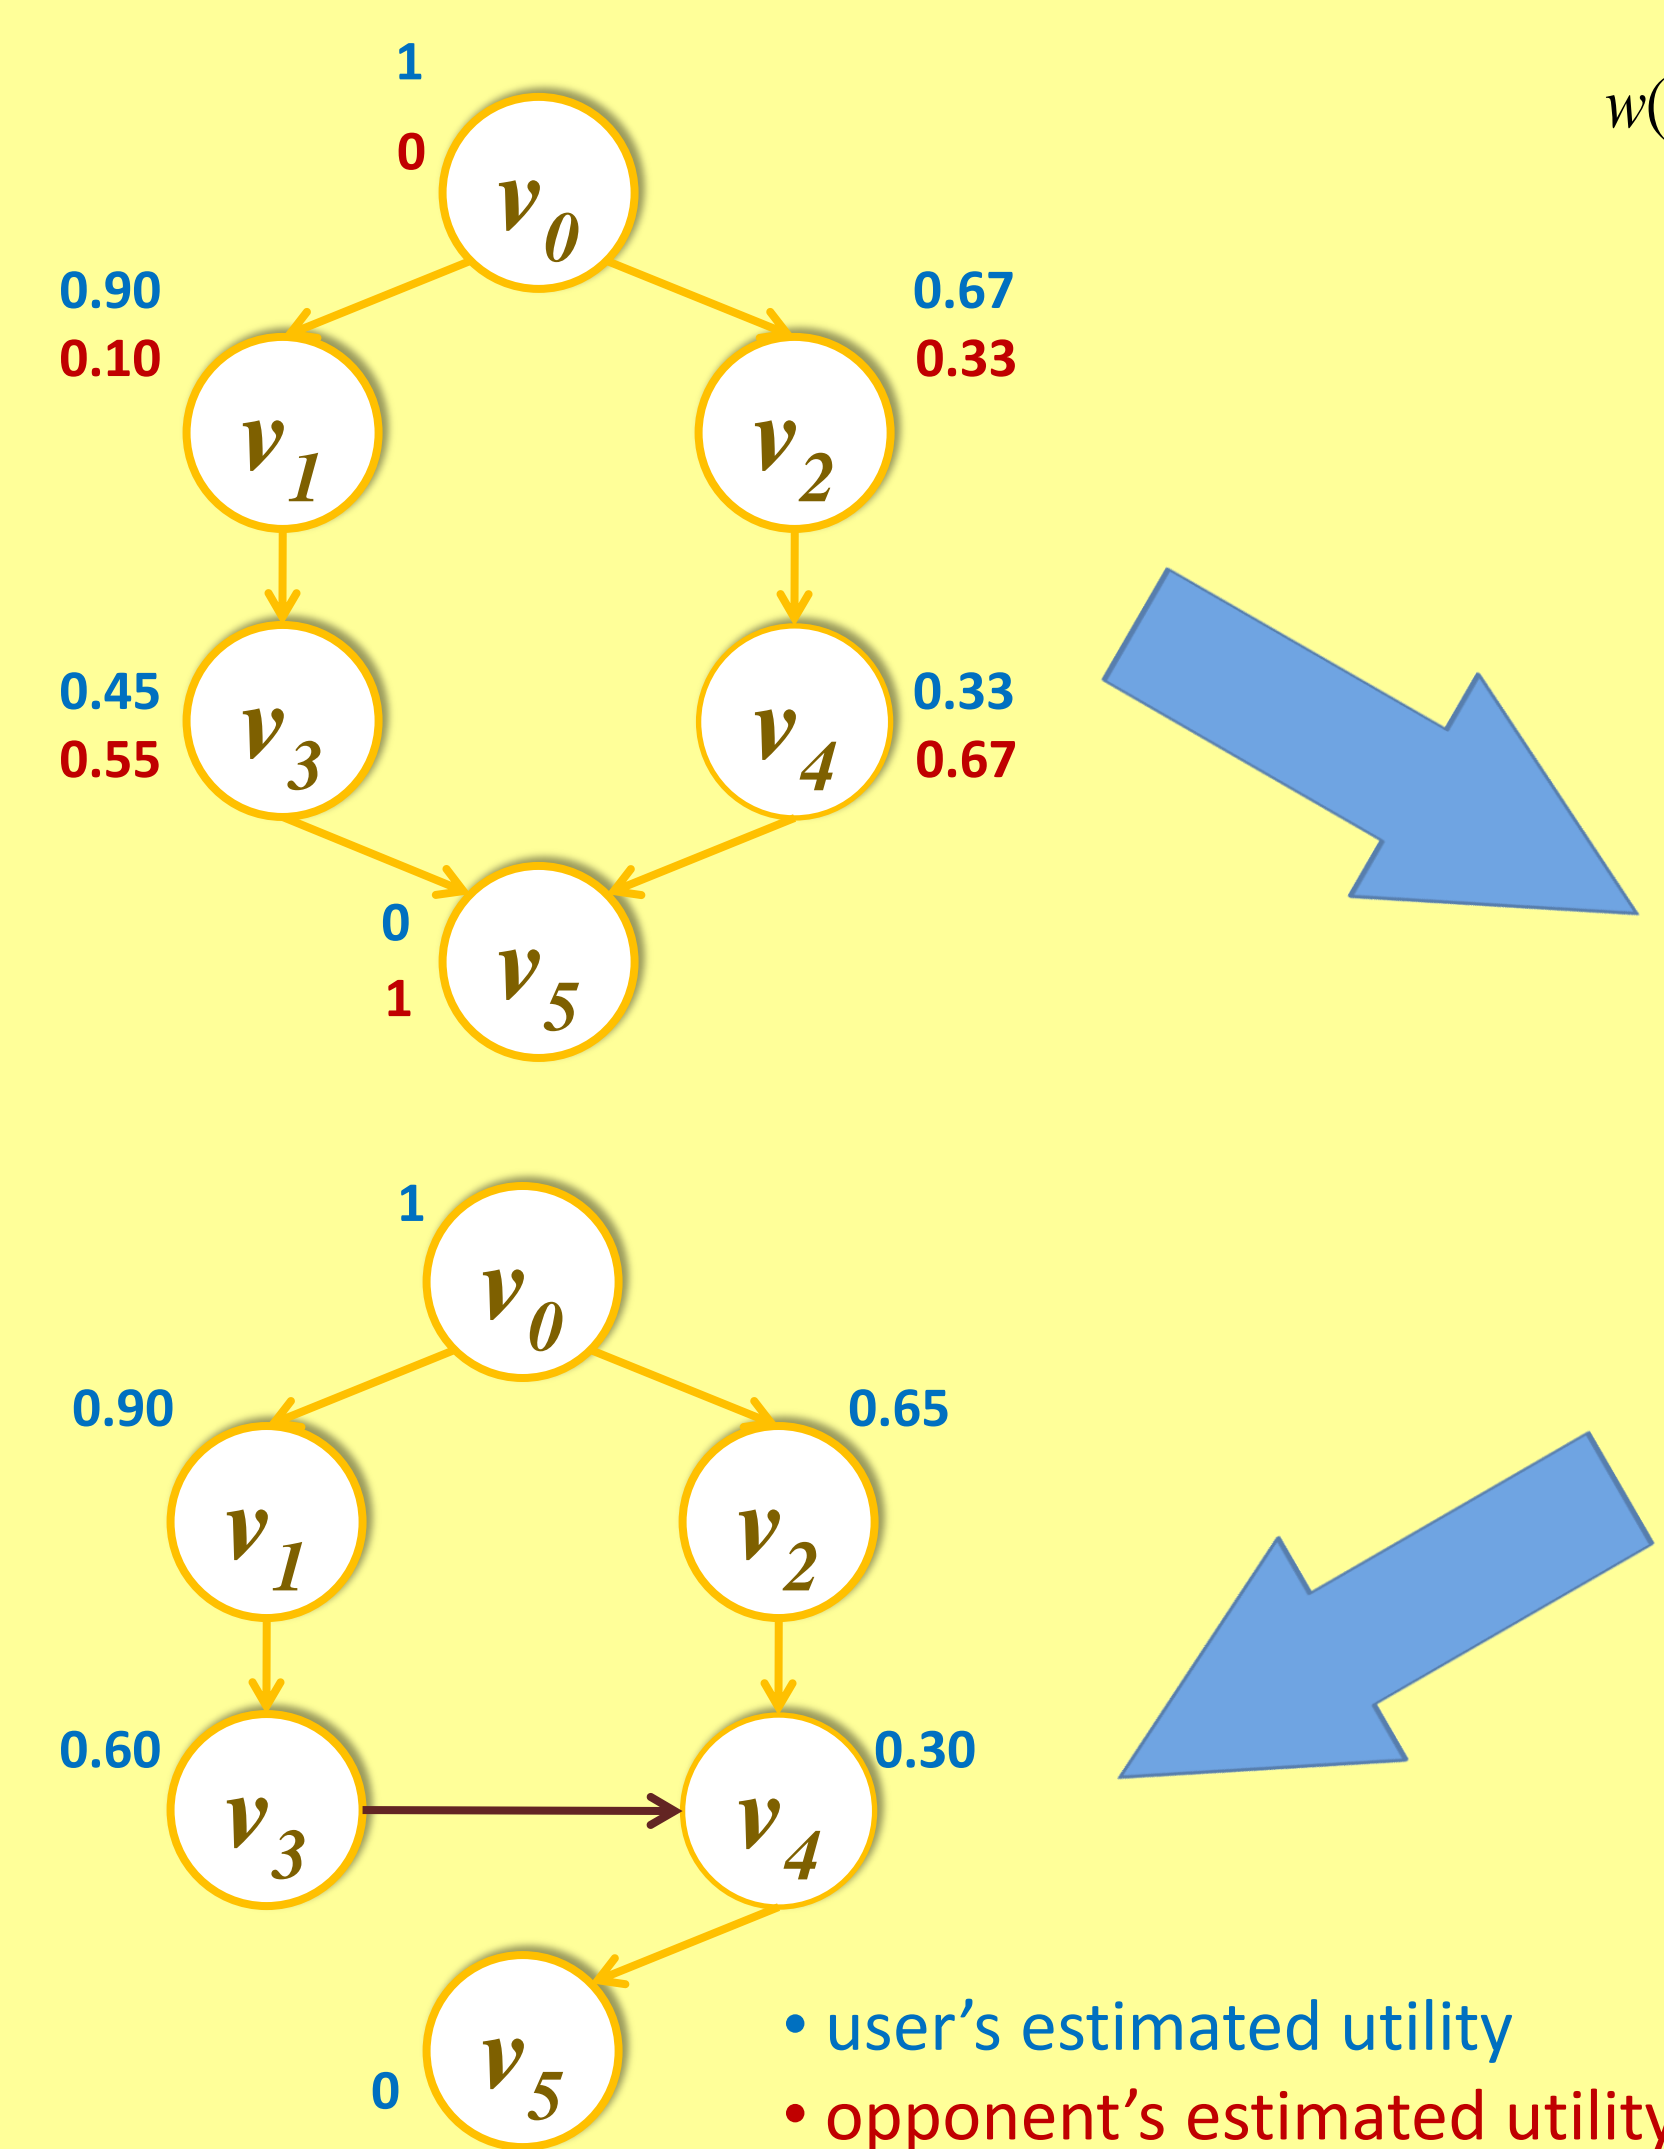 1
w(
0
v0
0.90
0.67
0.10
0.33
v1
v2
0.45
0.33
0.55
0.67
v3
v4
0
v5
1
1
v0
0.90
0.65
v1
v2
0.60
0.30
v3
v4
v5
0
• user’s estimated utility
• opponent’s estimated utility